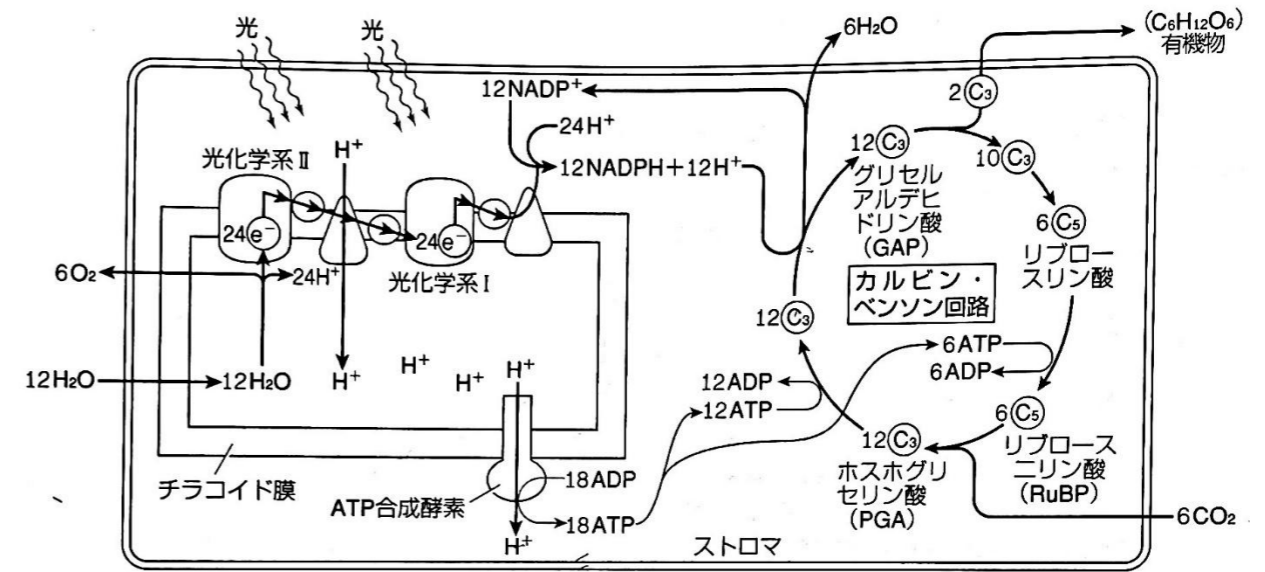 光
光
6H₂O
(C₆H₁₂O₆)
有機物
12NADP⁺
2C₃
24H⁺
光化学系Ⅱ
H⁺
12NADPH+12H⁺
12C₃
グリセル
アルデヒ
ドリン酸
(GAP)
10C₃
24e⁻
24e⁻
6C₅
リブロー
スリン酸
6O₂
24H⁺
光化学系Ⅰ
カルビン・
ベンソン回路
12C₃
12H₂O
12H₂O
H⁺
H⁺
H⁺
H⁺
6ATP
6ADP
12ADP
12ATP
6C₅
リブロース
ニリン酸
(RuBP)
12C₃
ホスホグリ
セリン酸
(PGA)
チラコイド膜
ATP合成酵素
18ADP
18ATP
H⁺
ストロマ
6CO₂